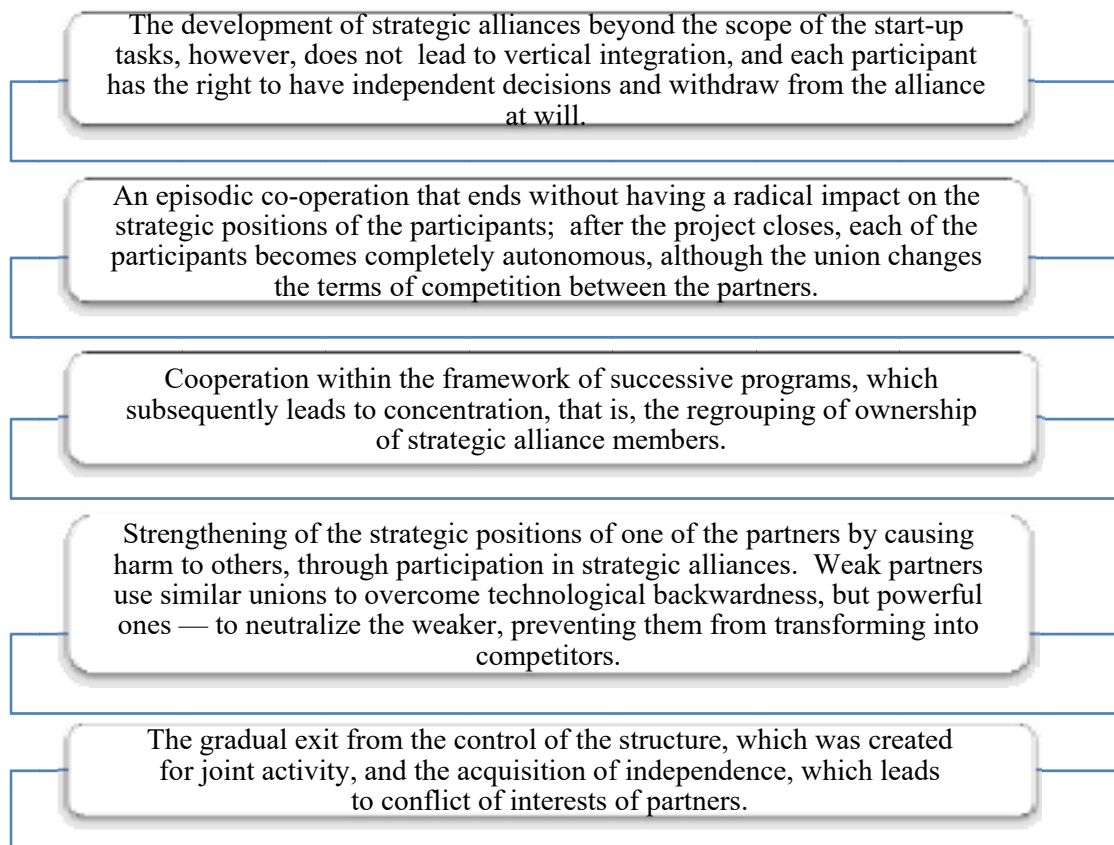 The development of strategic alliances beyond the scope of the start-up
tasks, however, does not  lead to vertical integration, and each participant
has the right to have independent decisions and withdraw from the alliance
at will.
An episodic co-operation that ends without having a radical impact on the
strategic positions of the participants;  after the project closes, each of the
participants becomes completely autonomous, although the union changes
the terms of competition between the partners.
Cooperation within the framework of successive programs, which
subsequently leads to concentration, that is, the regrouping of ownership
of strategic alliance members.
Strengthening of the strategic positions of one of the partners by causing
harm to others, through participation in strategic alliances.  Weak partners
use similar unions to overcome technological backwardness, but powerful
ones — to neutralize the weaker, preventing them from transforming into
competitors.
The gradual exit from the control of the structure, which was created
for joint activity, and the acquisition of independence, which leads
to conflict of interests of partners.